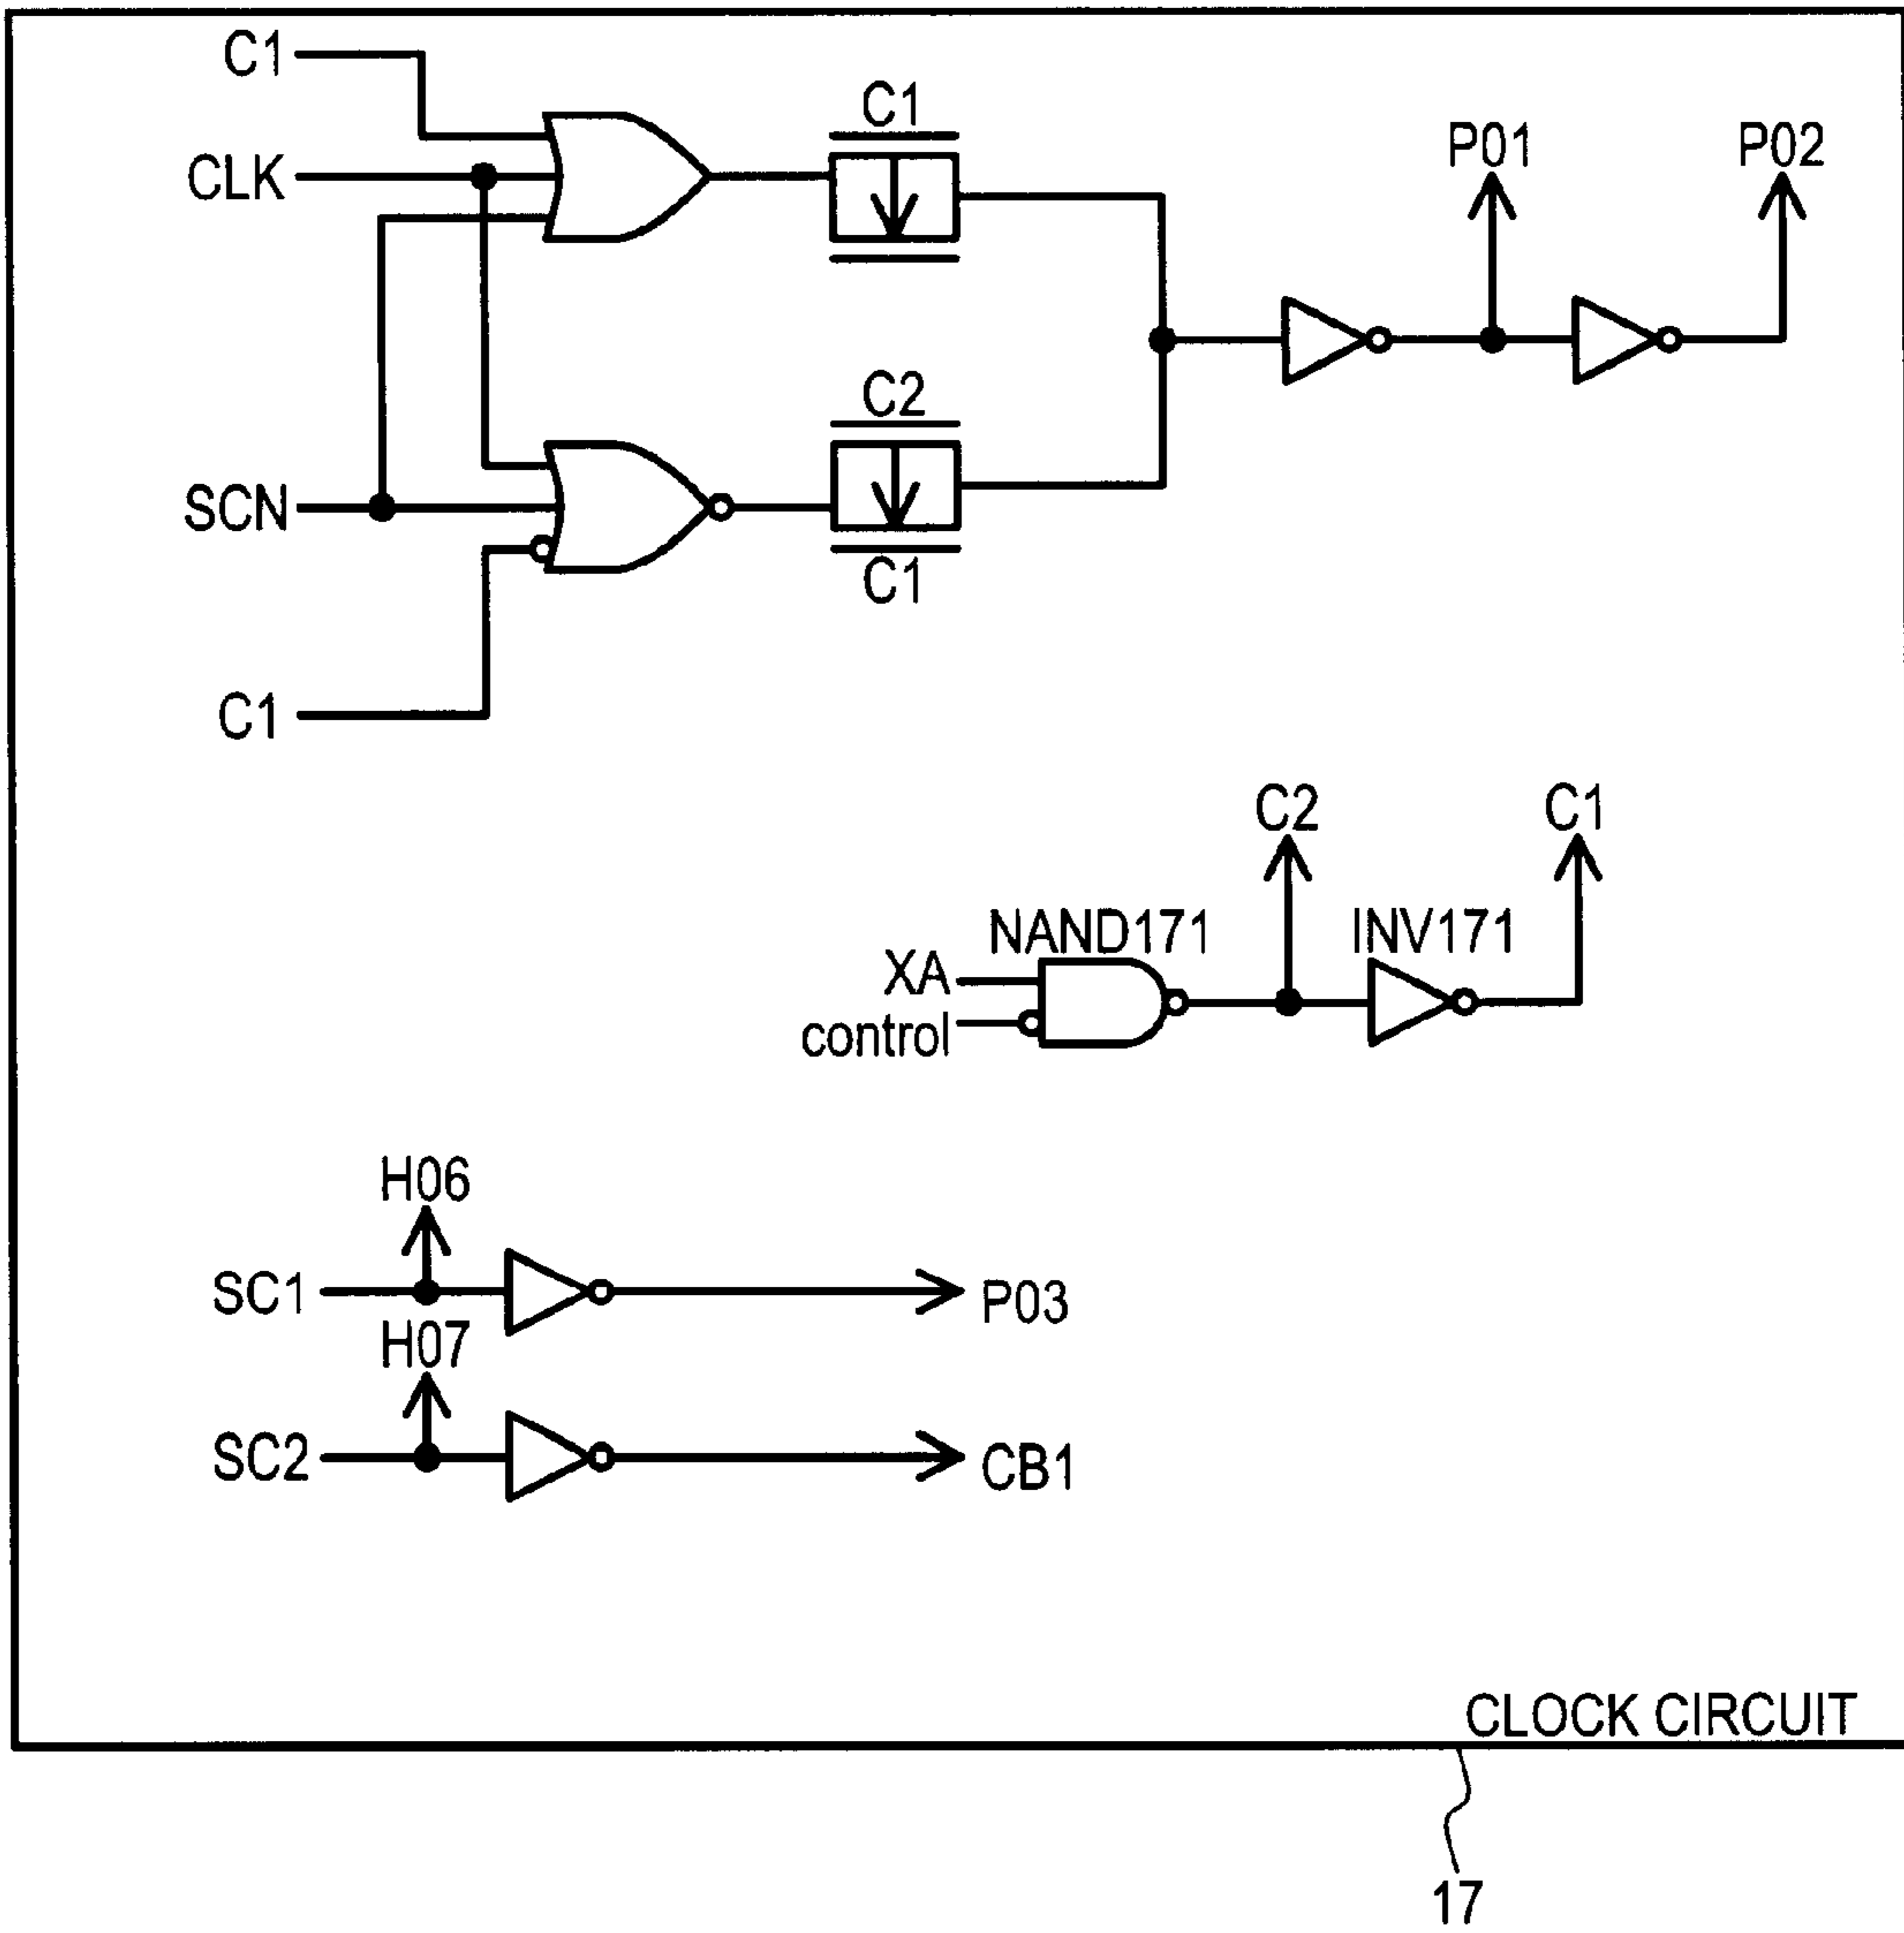 C1
CLK
C1
P01
P02
C2
SCN
C1
C1
C2
C1
NAND171
INV171
XA
control
H06
SC1
P03
H07
SC2
CB1
CLOCK CIRCUIT
17